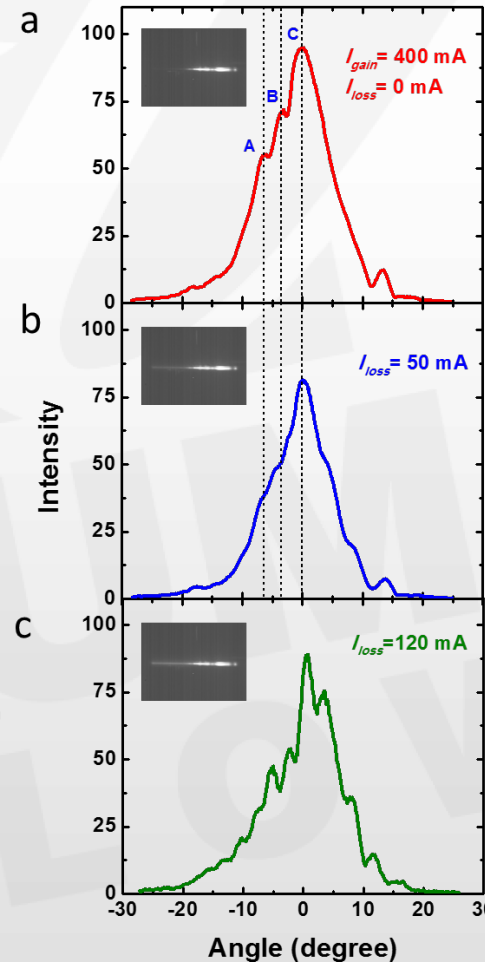 a
100
75
50
25
0
A
B
C
I_gain = 400 mA
I_loss = 0 mA
b
100
75
50
25
0
I_loss= 50 mA
Intensity
c
100
75
50
25
0
I_loss=120 mA
-30 -20 -10 0 10 20 30
Angle (degree)